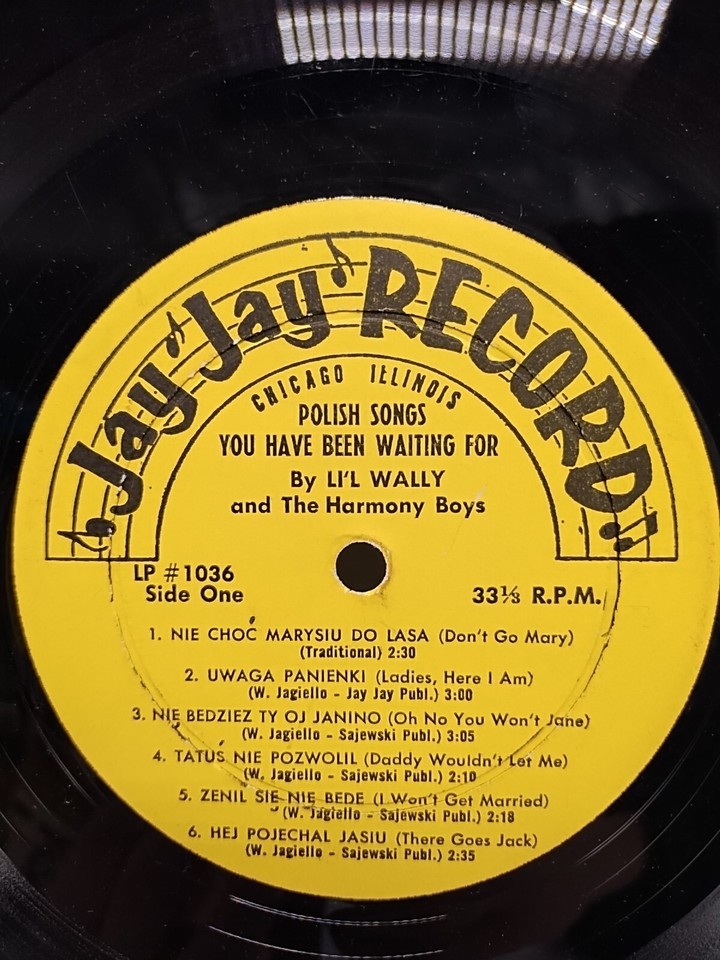 Jay Jay RECORD
CHICAGO ILLINOIS
POLISH SONGS
YOU HAVE BEEN WAITING FOR
By LI'L WALLY
and The Harmony Boys
LP #1036
Side One
33⅓ R.P.M.
1. NIE CHOĆ MARYSIU DO LASA (Don't Go Mary)
(Traditional) 2:30
2. UWAGA PANIENKI (Ladies, Here I Am)
(W. Jagiello - Jay Jay Publ.) 3:00
3. NIE BEDZIEZ TY OJ JANINO (Oh No You Won't Jane)
(W. Jagiello - Sajewski Publ.) 3:05
4. TATUŚ NIE POZWOLIL (Daddy Wouldn't Let Me)
(W. Jagiello - Sajewski Publ.) 2:10
5. ZENIĹ SIE NIE BEDE (I Won't Get Married)
(W. Jagiello - Sajewski Publ.) 2:18
6. HEJ POJECHAL JASIU (There Goes Jack)
(W. Jagiello - Sajewski Publ.) 2:35